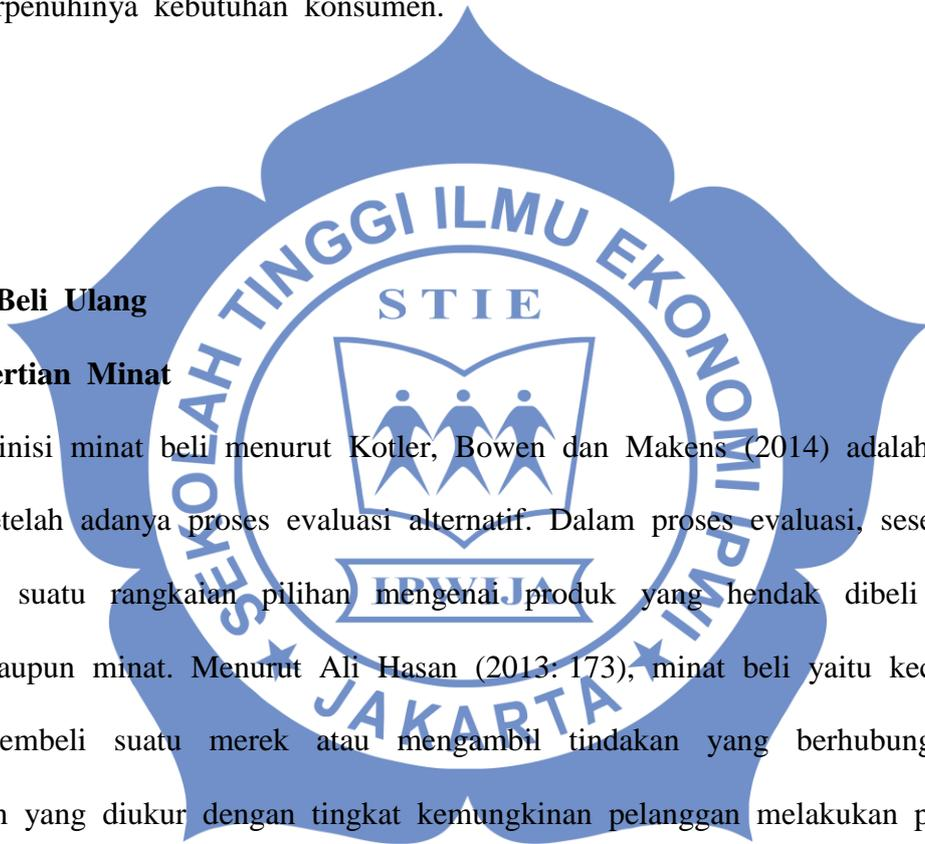 rpenuhinya kebutuhan konsumen.
SEKOLAH TINGGI ILMU EKONOMI IPWI
STIE
Beli Ulang
ertian Minat
inisi minat beli menurut Kotler, Bowen dan Makens (2014) adalah
etelah adanya proses evaluasi alternatif. Dalam proses evaluasi, sese
suatu rangkaian pilihan mengenai produk yang hendak dibeli
IPWIJA
aupun minat. Menurut Ali Hasan (2013: 173), minat beli yaitu kec
JAKARTA
embeli suatu merek atau mengambil tindakan yang berhubung
n yang diukur dengan tingkat kemungkinan pelanggan melakukan p